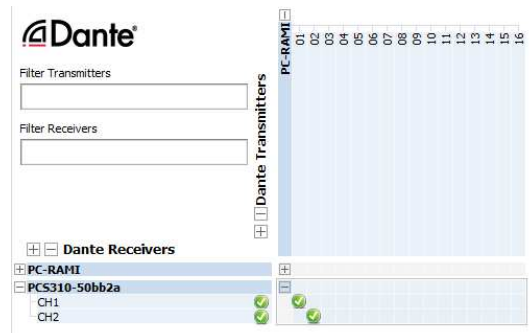 Dante®
Filter Transmitters
Filter Receivers
Dante Receivers
Dante Transmitters
PC-RAMI
01 02 03 04 05 06 07 08 09 10 11 12 13 14 15 16
PC-RAMI
PCS310-50bb2a
CH1
CH2